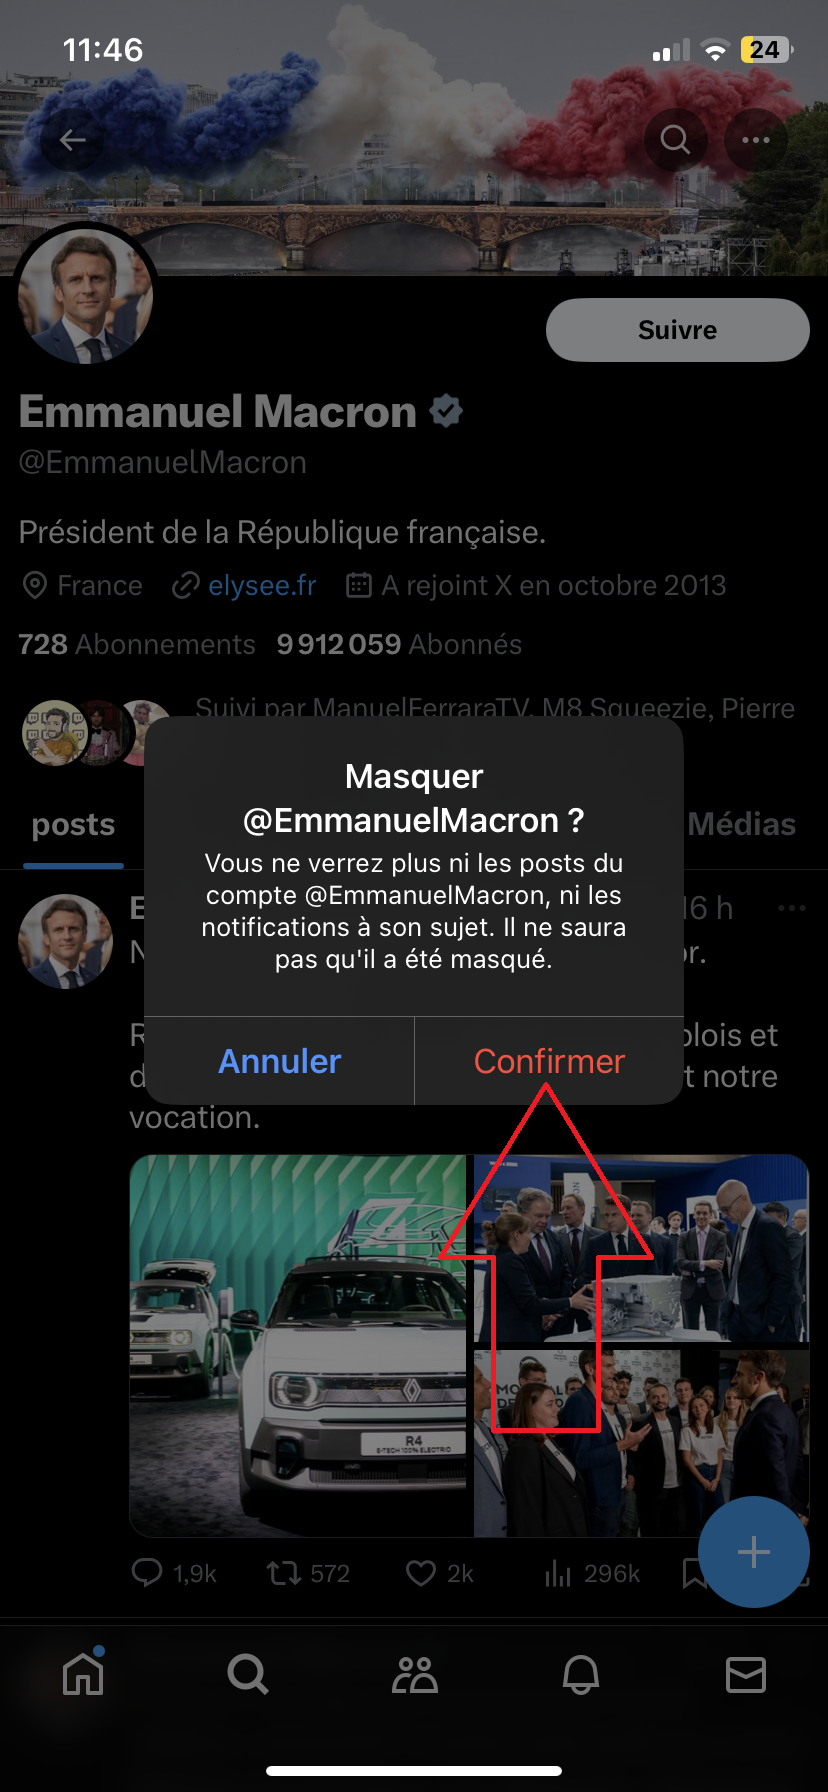 11:46
24
Suivre
Emmanuel Macron
@EmmanuelMacron
Président de la République française.
France elysee.fr A rejoint X en octobre 2013
728 Abonnements 9 912 059 Abonnés
Suivi par ManuelFerraraTV, M8 Squeezie, Pierre
Masquer
@EmmanuelMacron ?
posts
Médias
Vous ne verrez plus ni les posts du
compte @EmmanuelMacron, ni les
notifications à son sujet. Il ne saura
pas qu'il a été masqué.
16 h
Annuler
Confirmer
plois et
t notre
vocation.
R4
E-TECH 100% ELECTRIC
1,9k
572
2k
296k